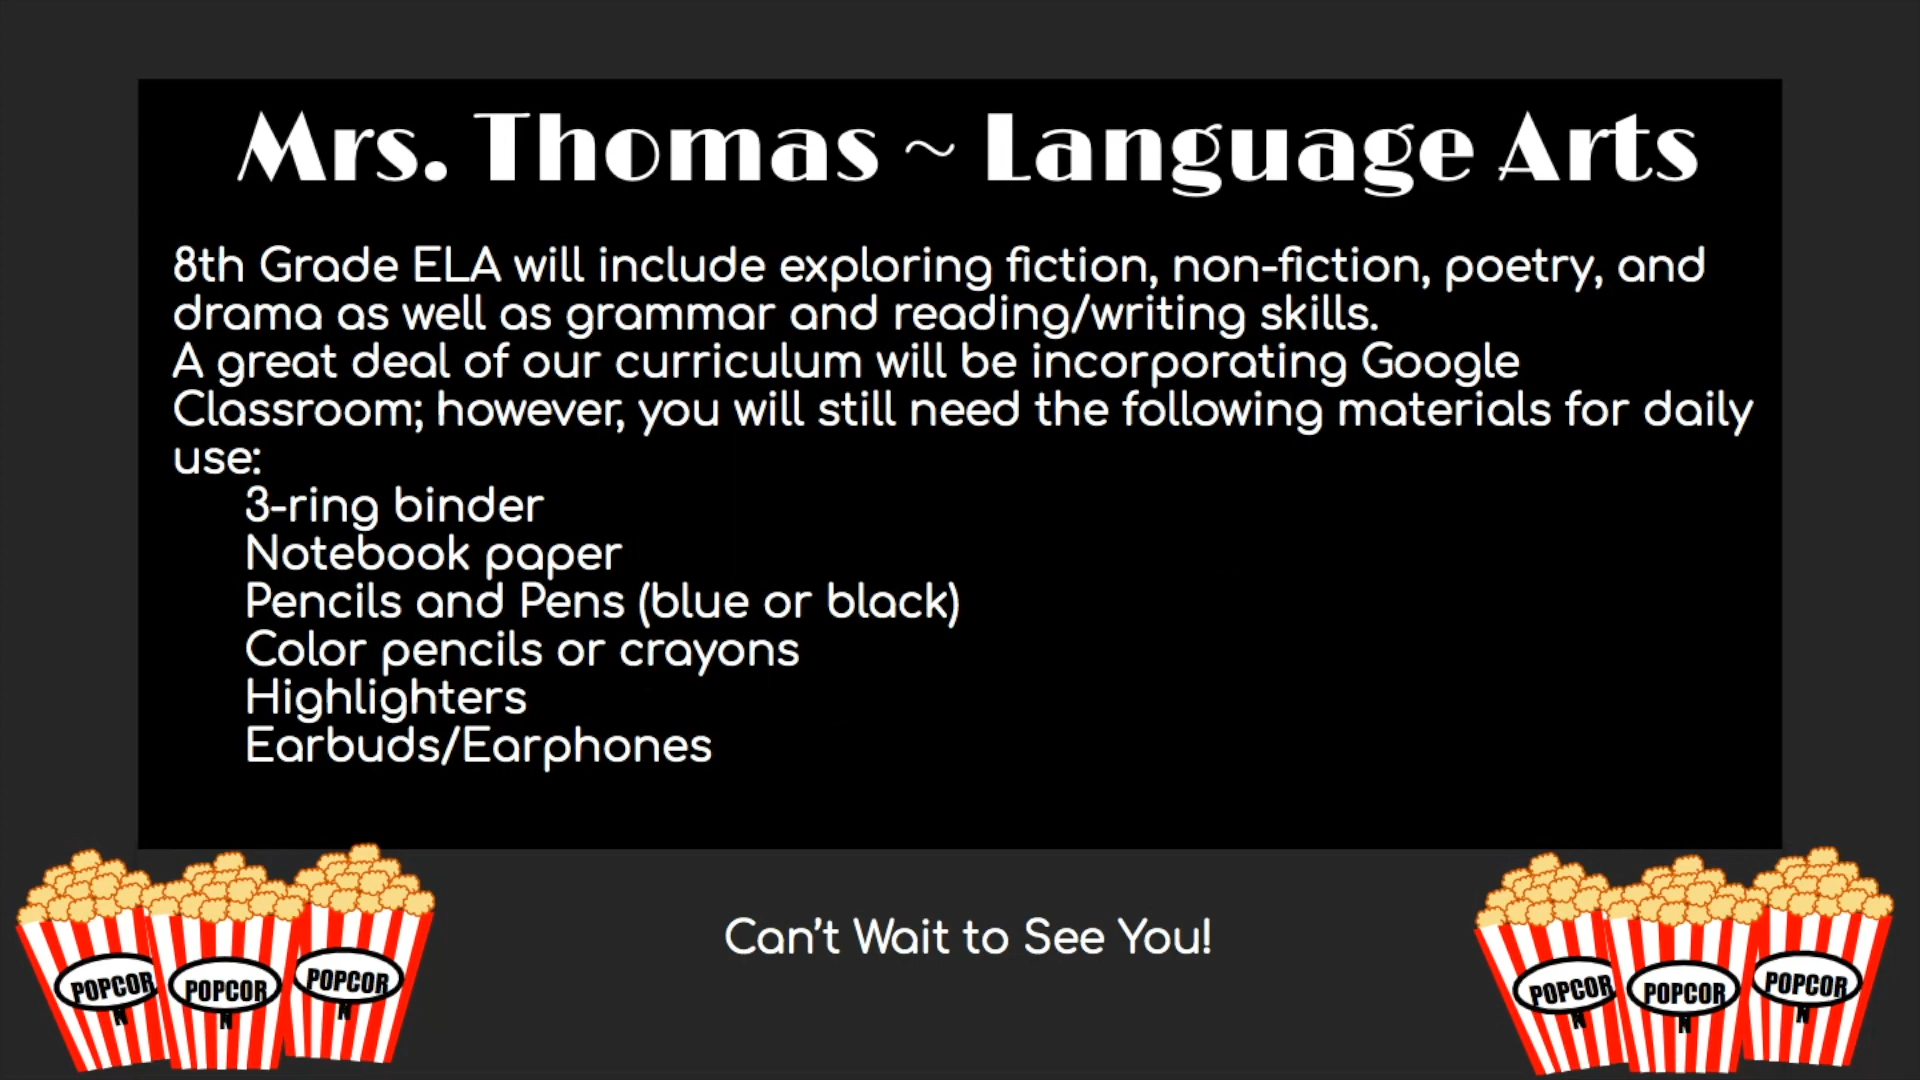 Mrs. Thomas ~ Language Arts
8th Grade ELA will include exploring fiction, non-fiction, poetry, and
drama as well as grammar and reading/writing skills.
A great deal of our curriculum will be incorporating Google
Classroom; however, you will still need the following materials for daily
use:
3-ring binder
Notebook paper
Pencils and Pens (blue or black)
Color pencils or crayons
Highlighters
Earbuds/Earphones
Can't Wait to See You!
POPCOR
N
POPCOR
N
POPCOR
N
POPCOR
N
POPCOR
N
POPCOR
N